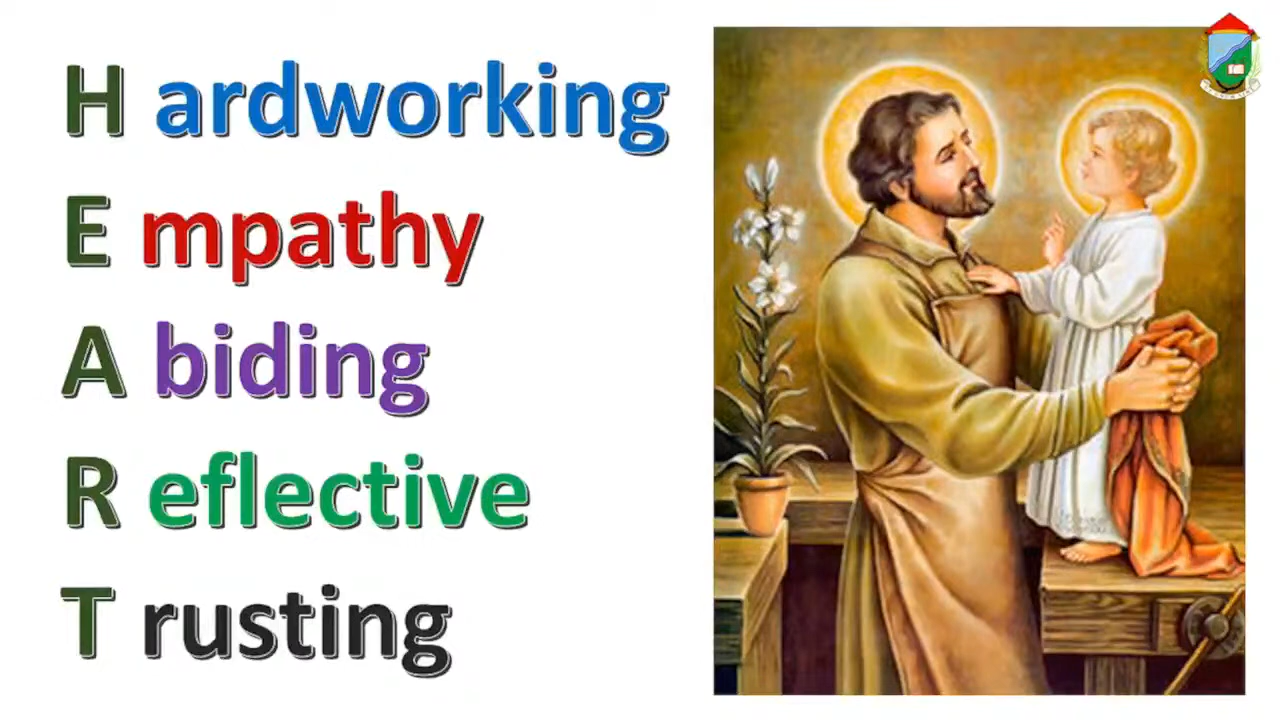 H ardworking
E mpathy
A biding
R eflective
T rusting